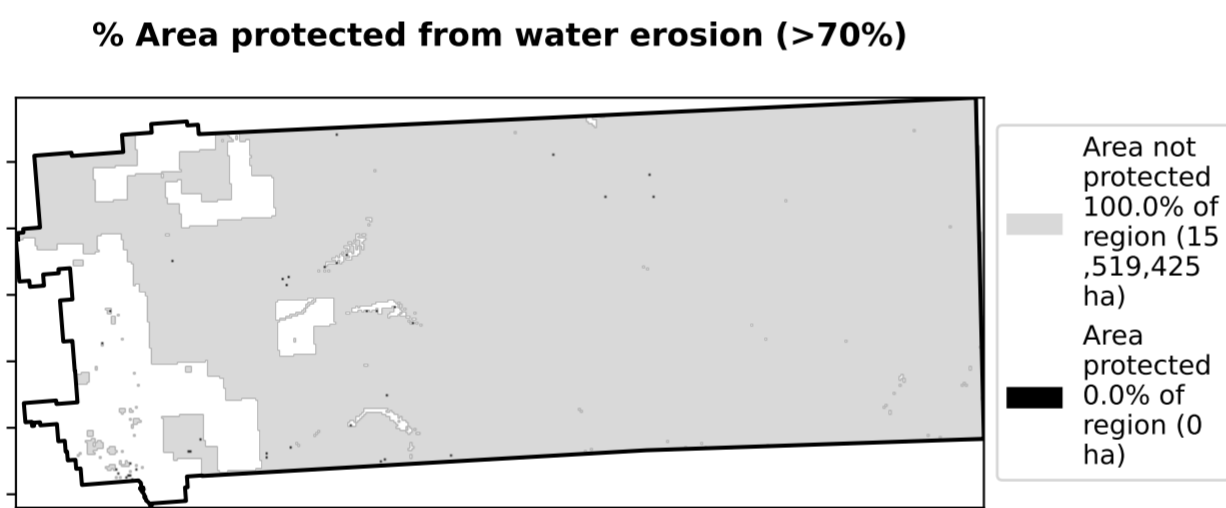 % Area protected from water erosion (>70%)
Area not
protected
100.0% of
region (15
,519,425
ha)
Area
protected
0.0% of
region (0
ha)